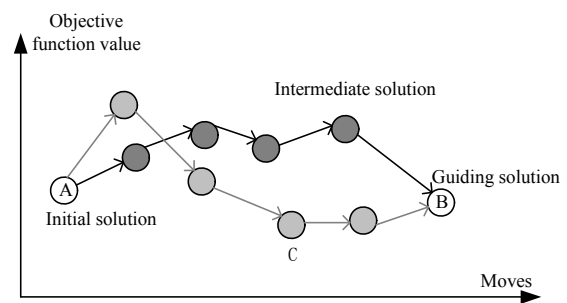 Objective
function value
Intermediate solution
Guiding solution
A
B
Initial solution
C
Moves